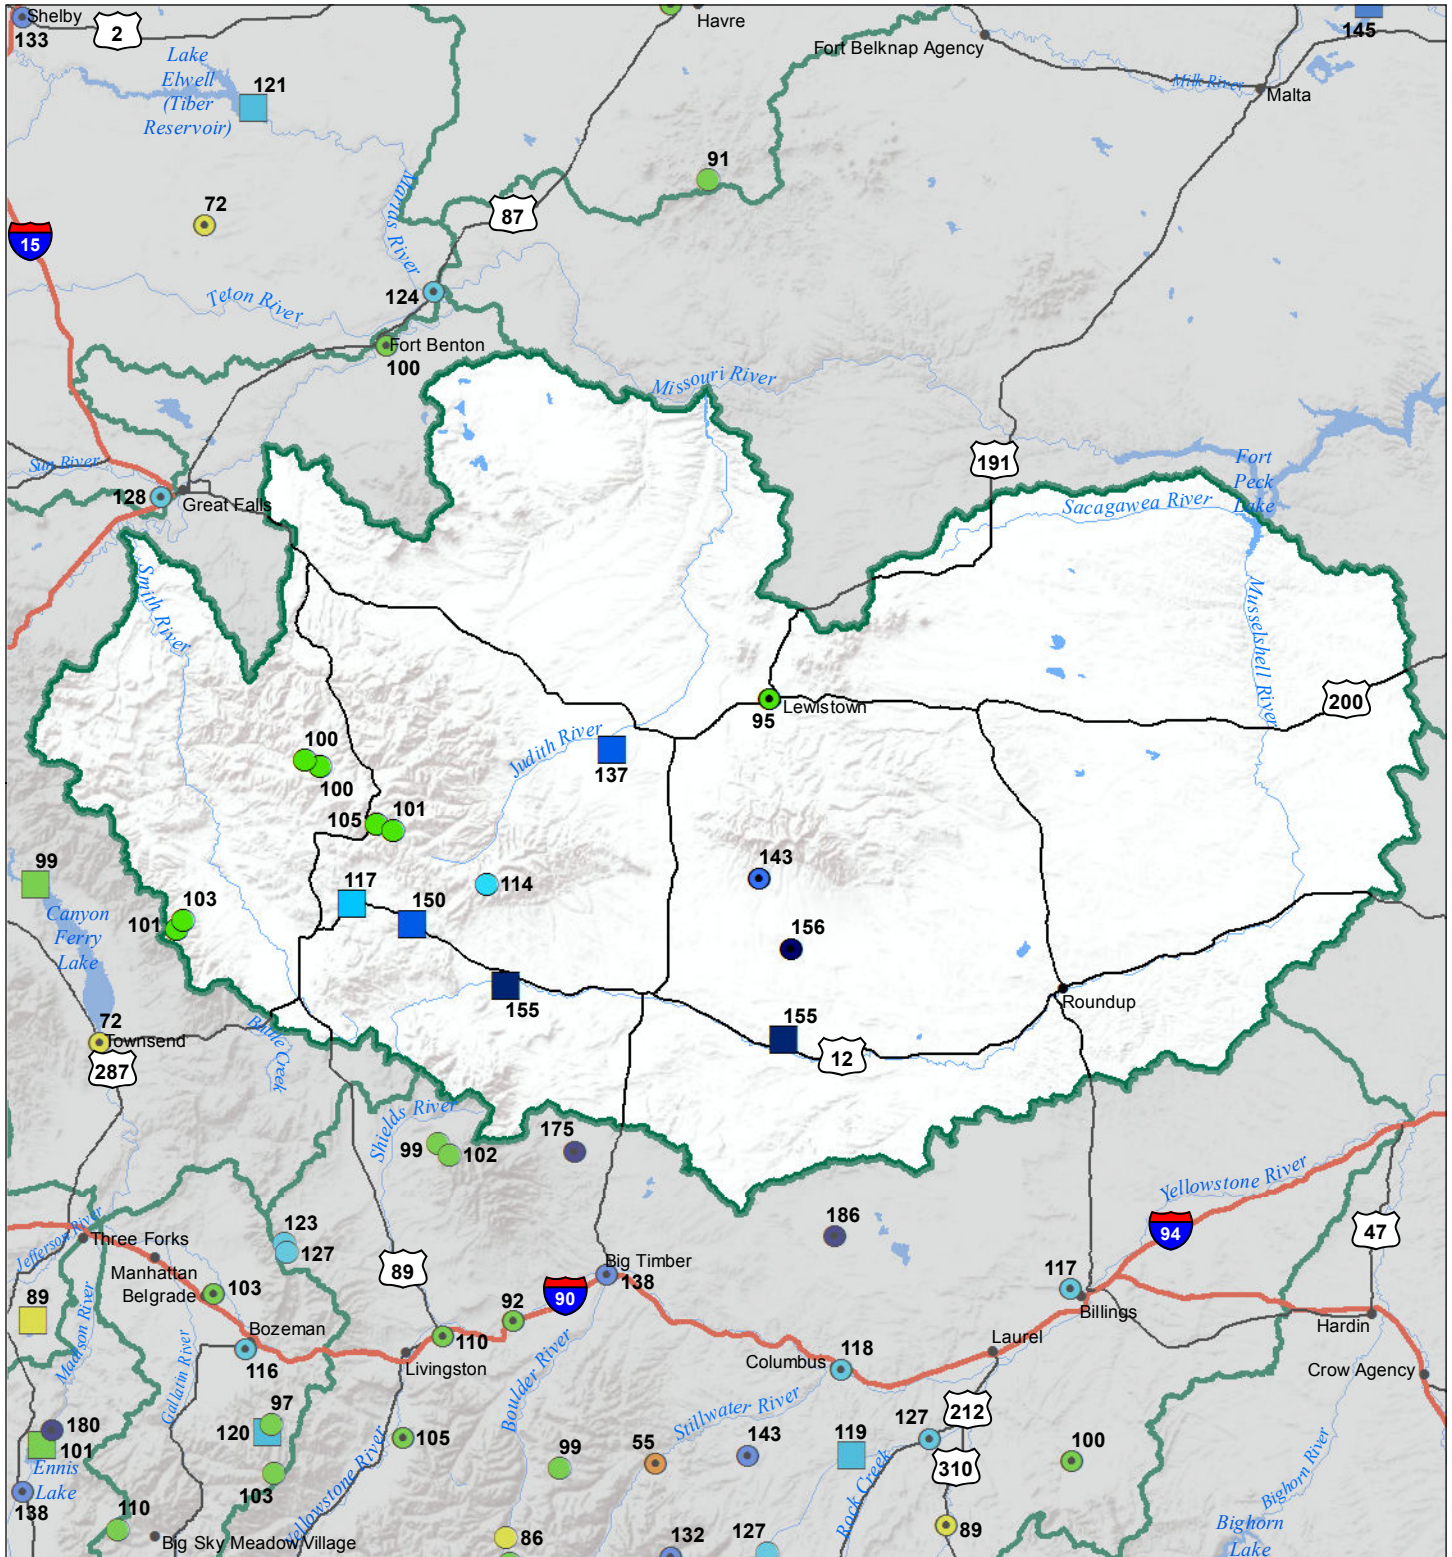 Shelby
133
2
Havre
Fort Belknap Agency
145
Lake
Elwell
(Tiber
Reservoir)
121
Milk River
Malta
91
72
87
15
Marias River
Teton River
124
Fort Benton
100
Missouri River
Sun River
128
Great Falls
191
Fort
Peck
Lake
Sacagawea River
Smith River
Musselshell River
200
95
Lewistown
Judith River
137
100
100
105
101
143
99
103
101
117
150
114
Canyon
Ferry
Lake
156
155
Roundup
155
12
72
Townsend
287
Battle Creek
Shields River
99
102
175
Yellowstone River
186
94
47
Jefferson River
Three Forks
123
127
Manhattan
Belgrade
103
89
Big Timber
138
90
117
Billings
Hardin
89
Madison River
Bozeman
116
Gallatin River
92
110
Livingston
Boulder River
Columbus
118
Laurel
Crow Agency
180
101
Ennis
Lake
138
97
120
103
105
Yellowstone River
99
55
Stillwater River
143
119
Rock Creek
127
212
310
100
Bighorn River
110
Big Sky Meadow Village
86
132
127
89
Bighorn
Lake